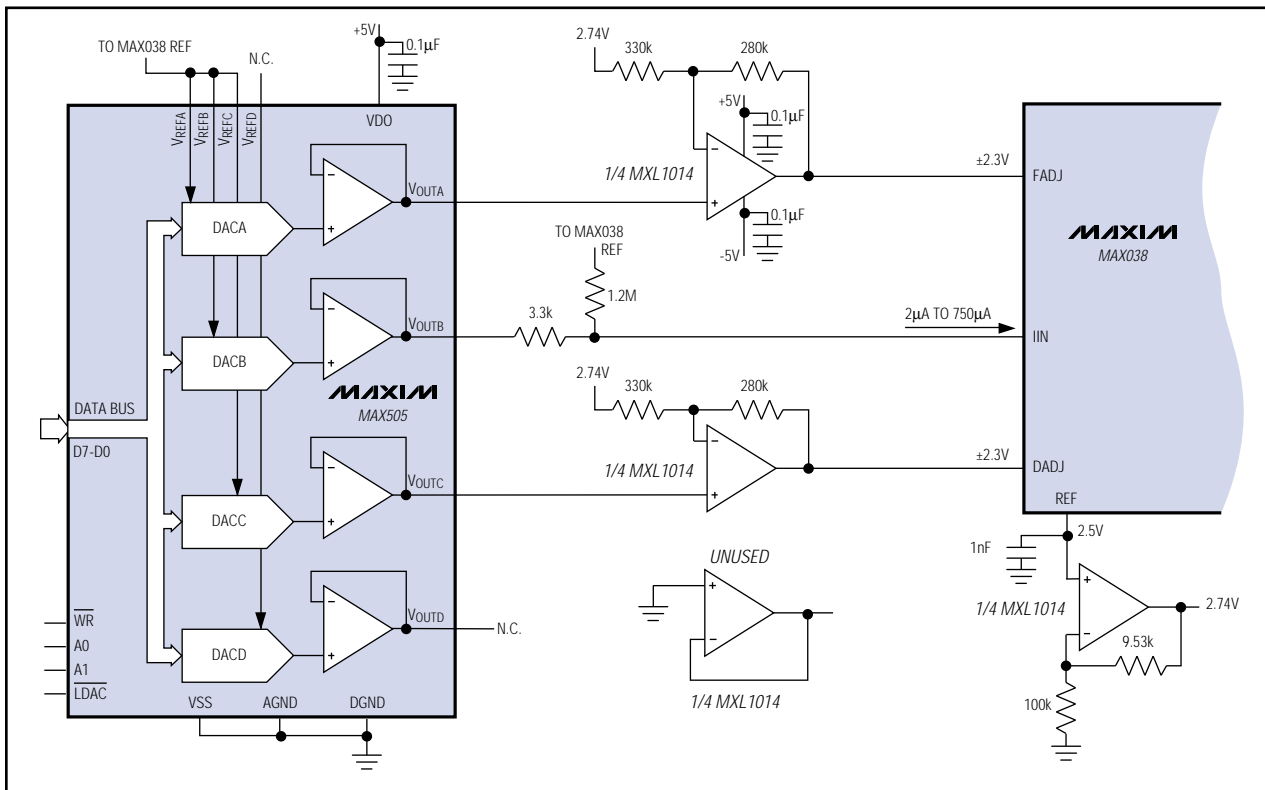 +5V
0.1µF
TO MAX038 REF
N.C.
VREFA
VREFB
VREFC
VREFD
VDO
2.74V
330k
280k
+5V
0.1µF
1/4 MXL1014
0.1µF
-5V
±2.3V
FADJ
DACA
VOUTA
MAXIM
MAX038
TO MAX038
REF
1.2M
3.3k
2µA TO 750µA
IIN
DACB
VOUTB
MAXIM
MAX505
2.74V
330k
280k
1/4 MXL1014
±2.3V
DADJ
DATA BUS
D7-D0
DACC
VOUTC
REF
2.5V
1nF
UNUSED
1/4 MXL1014
1/4 MXL1014
2.74V
9.53k
100k
DACD
VOUTD
N.C.
WR
A0
A1
LDAC
VSS
AGND
DGND